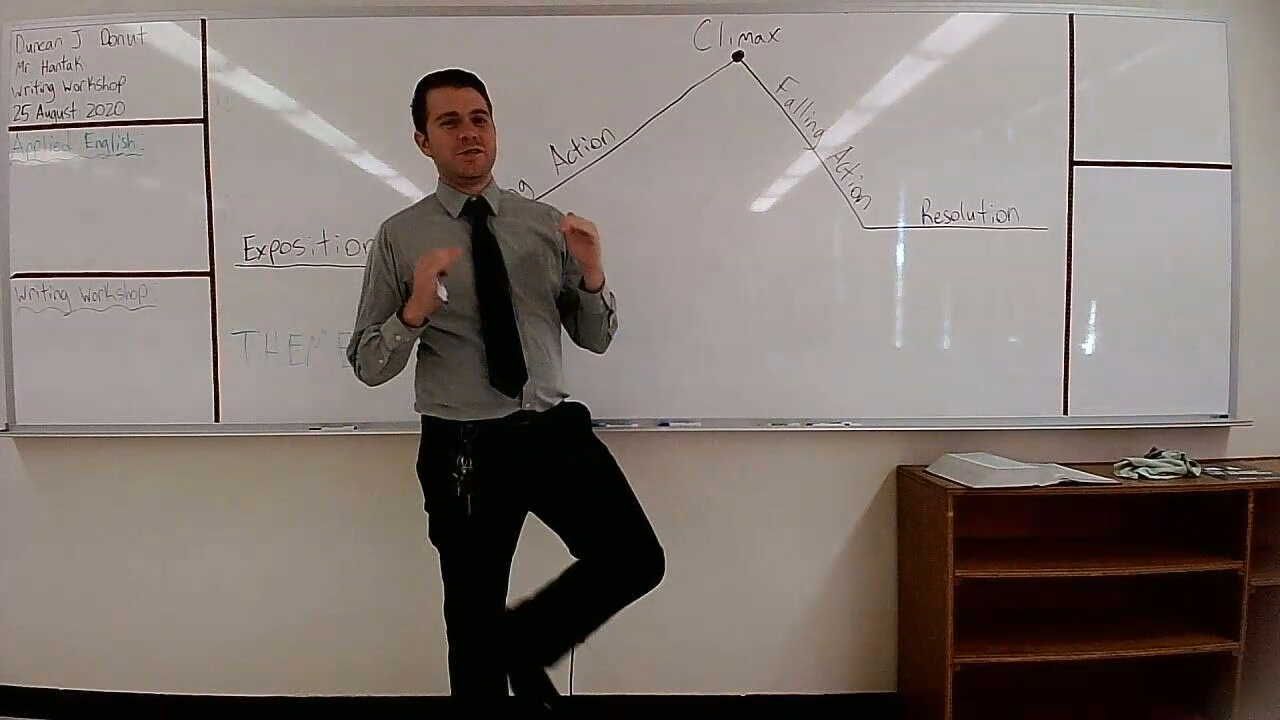 Duncan J Donut
Mr Hantak
Writing Workshop
25 August 2020
Applied English:
Writing Workshop:
Climax
Action
Falling Action
Resolution
Exposition
THEME